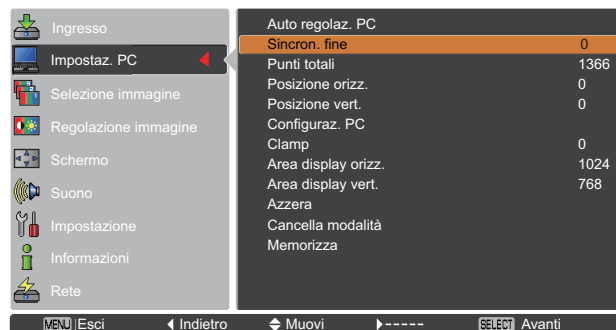 Ingresso
Impostaz. PC
Selezione immagine
Regolazione immagine
Schermo
Suono
Impostazione
Informazioni
Rete
Auto regolaz. PC
Sincron. fine 0
Punti totali 1366
Posizione orizz. 0
Posizione vert. 0
Configuraz. PC
Clamp 0
Area display orizz. 1024
Area display vert. 768
Azzera
Cancella modalità
Memorizza
MENU Esci Indietro Muovi ----- SELECT Avanti